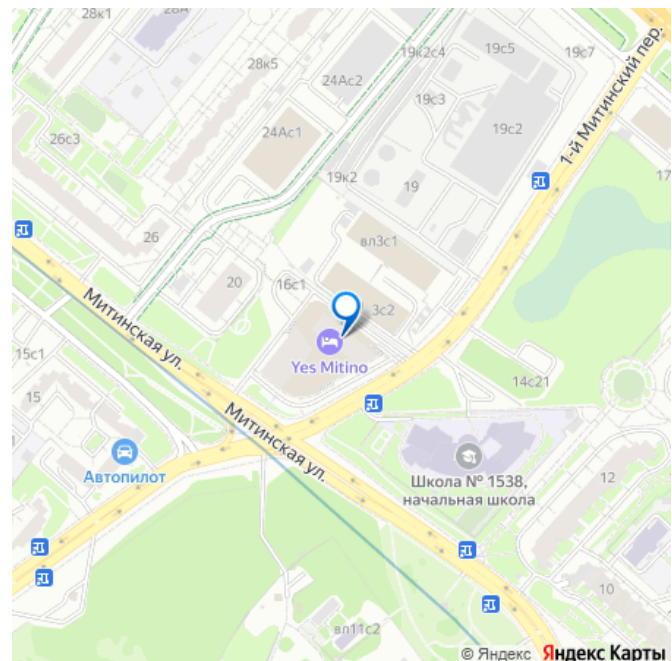 28к1
28к5
24Ас2
19к2с4
19с5
19с7
19с3
19с2
1-й Митинский пер.
26с3
24Ас1
19к2
19
17
26
вл3с1
20
16с1
3с2
Митинская ул.
15с1
Yes Mitino
14с21
15
Митинская ул.
Автопилот
Школа № 1538,
начальная школа
12
10
вл11с2
© Яндекс Яндекс Карты